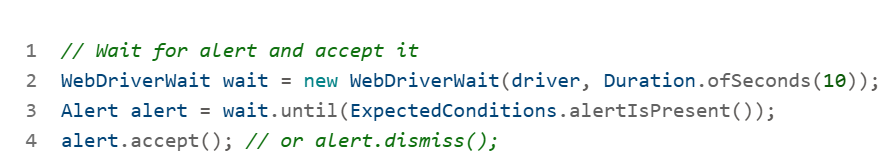 1 // Wait for alert and accept it
2 WebDriverWait wait = new WebDriverWait(driver, Duration.ofSeconds(10));
3 Alert alert = wait.until(ExpectedConditions.alertIsPresent());
4 alert.accept(); // or alert.dismiss();